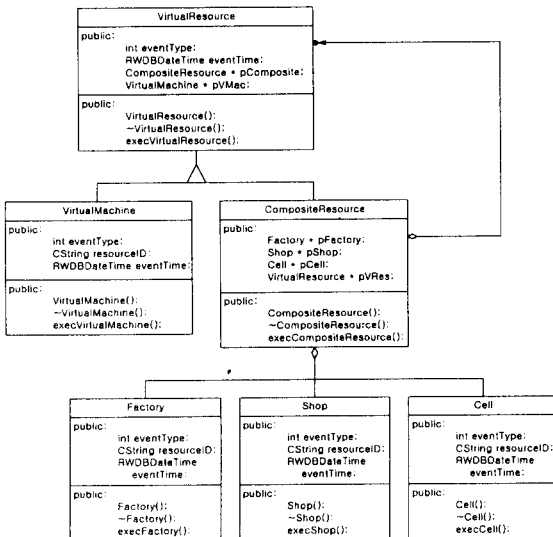 VirtualResource
public:
int eventType;
RWDBDateTime eventTime;
CompositeResource * pComposite;
VirtualMachine * pVMac;
public:
VirtualResource();
~VirtualResource();
execVirtualResource();
VirtualMachine
public:
int eventType;
CString resourceID;
RWDBDateTime eventTime;
public:
VirtualMachine();
~VirtualMachine();
execVirtualMachine();
CompositeResource
public:
Factory * pFactory;
Shop * pShop;
Cell * pCell;
VirtualResource * pVRes;
public:
CompositeResource();
~CompositeResource();
execCompositeResource();
Factory
public:
int eventType;
CString resourceID;
RWDBDateTime
eventTime;
public:
Factory();
~Factory();
execFactory();
Shop
public:
int eventType;
CString resourceID;
RWDBDateTime
eventTime;
public:
Shop();
~Shop();
execShop();
Cell
public:
int eventType;
CString resourceID;
RWDBDateTime
eventTime;
public:
Cell();
~Cell();
execCell();